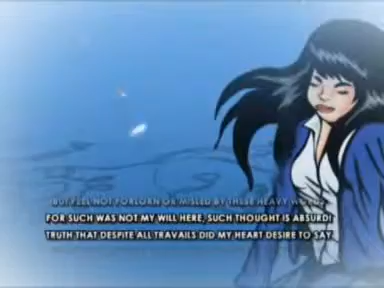 BUT FEEL NOT FORLORN OR MISLED BY THESE HEAVY WORDS
FOR SUCH WAS NOT MY WILL HERE, SUCH THOUGHT IS ABSURD!
TRUTH THAT DESPITE ALL TRAVAILS DID MY HEART DESIRE TO SAY,